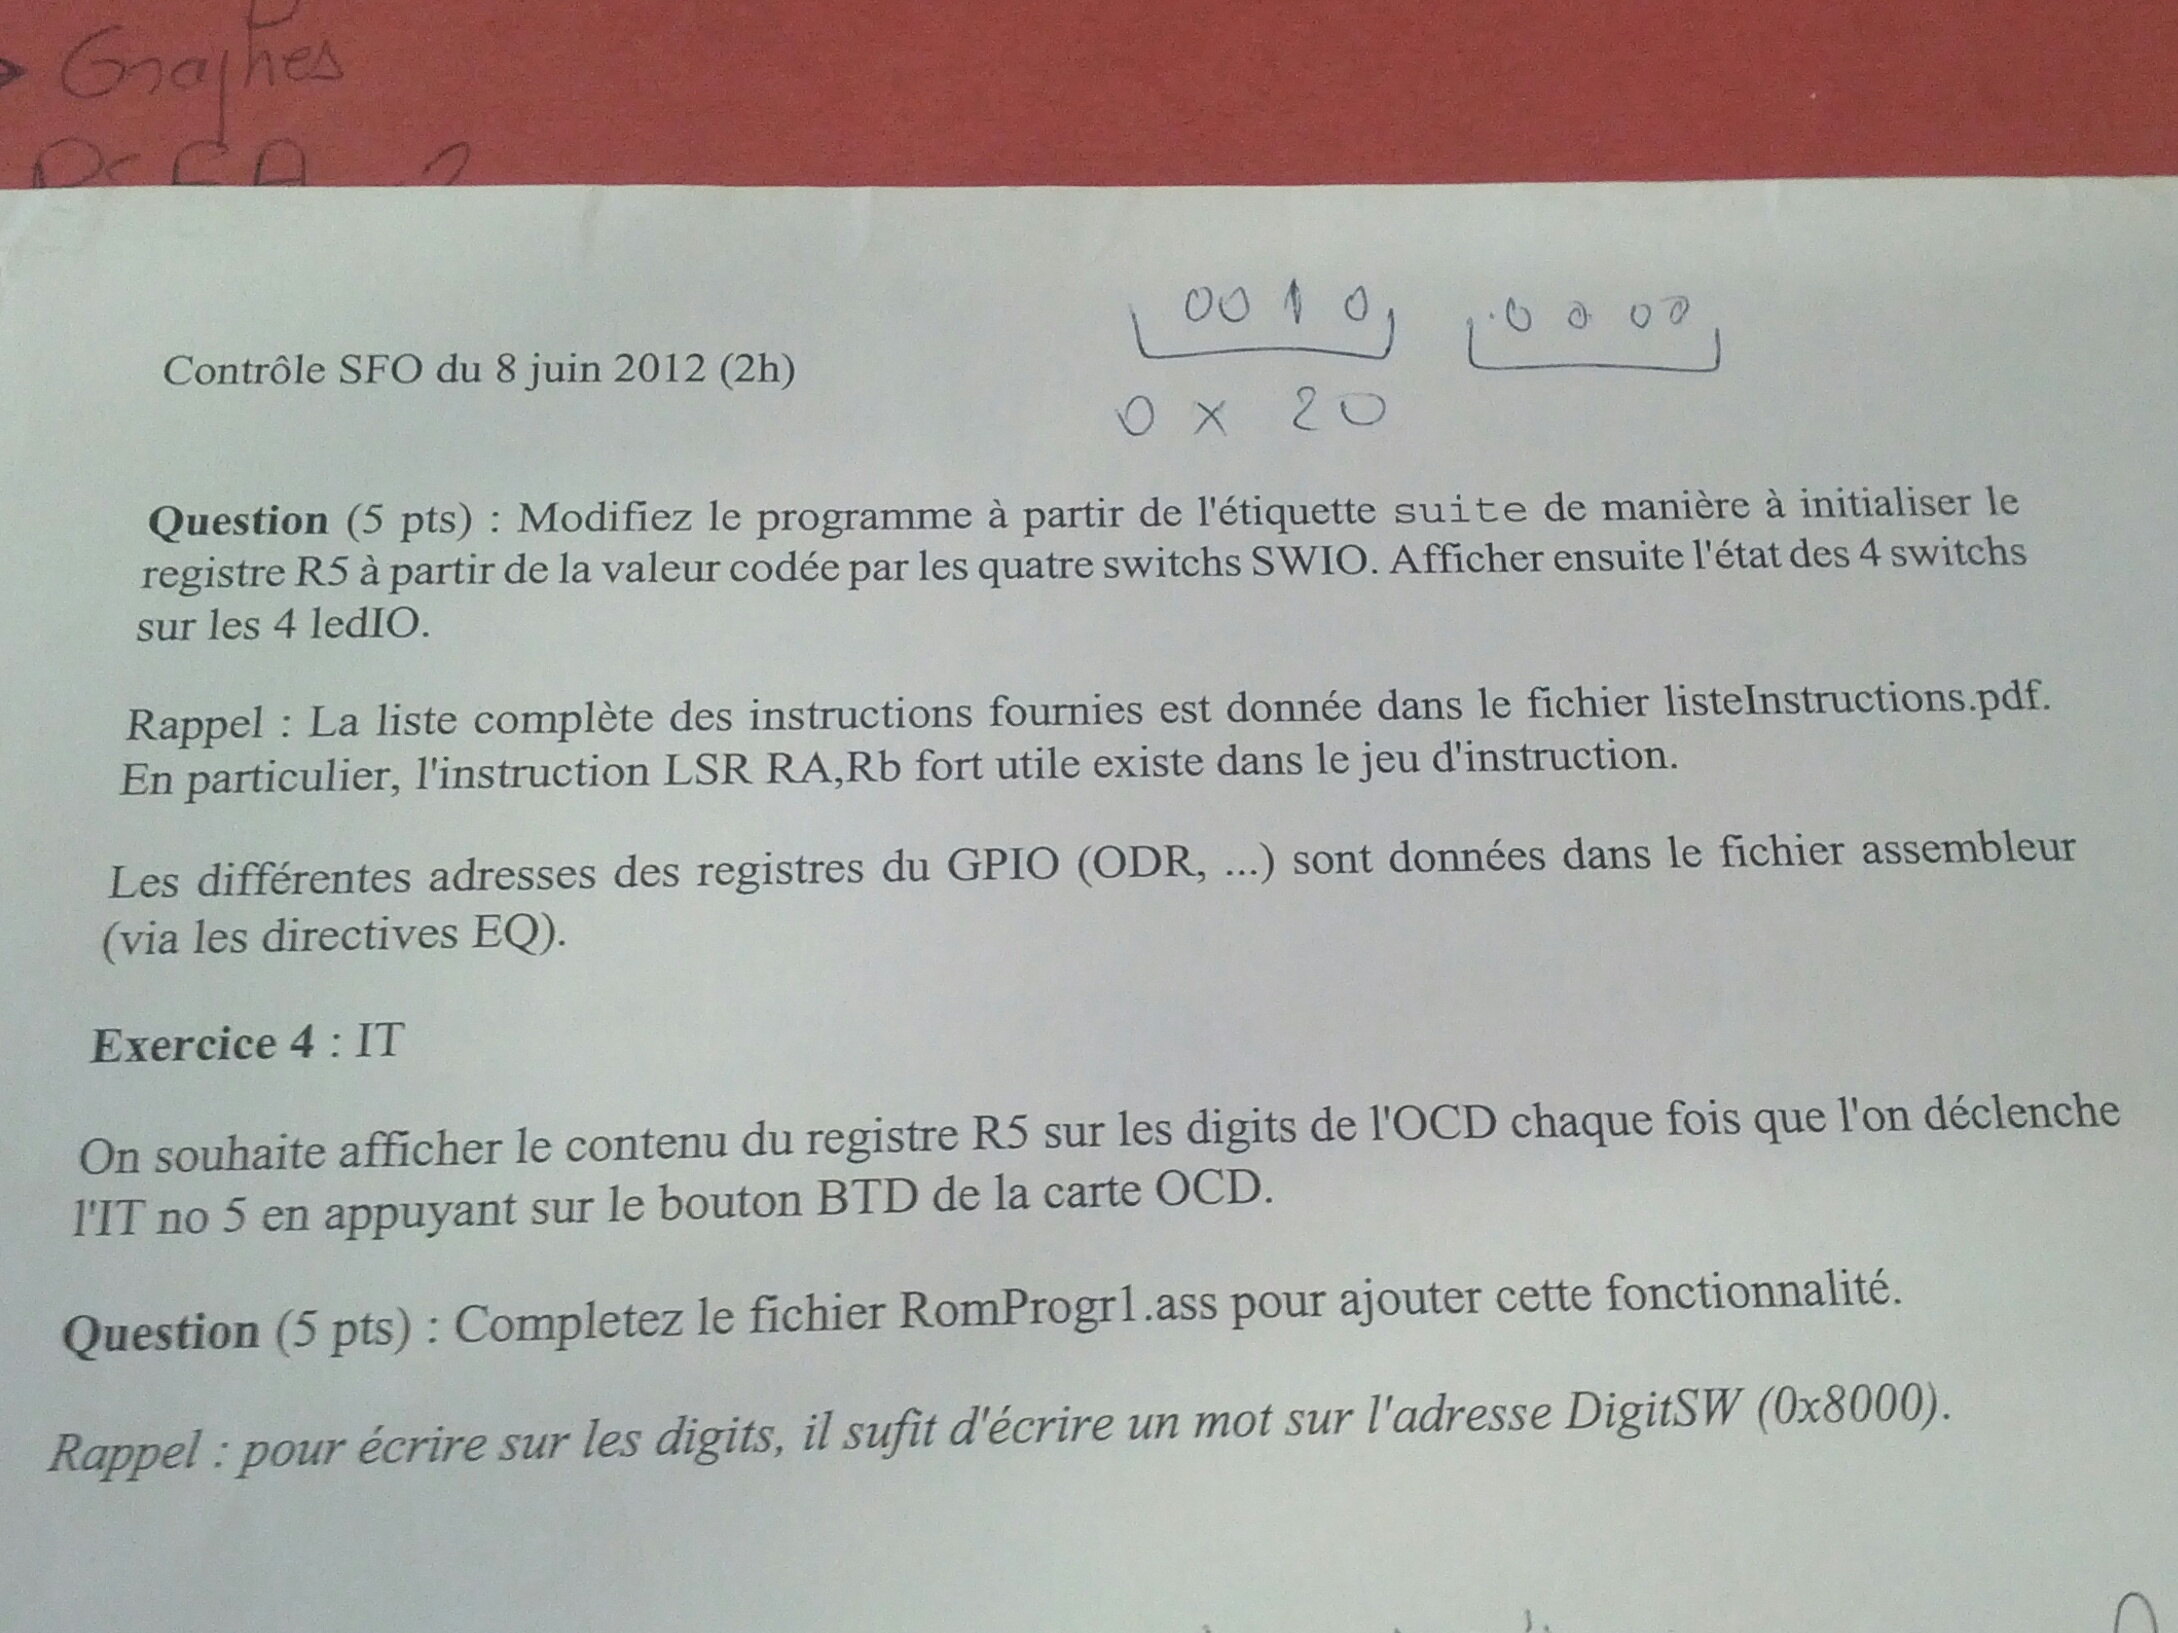 Graphes
0010 0000
Contrôle SFO du 8 juin 2012 (2h)
0 x 20
Question (5 pts) : Modifiez le programme à partir de l'étiquette suite de manière à initialiser le
registre R5 à partir de la valeur codée par les quatre switchs SWIO. Afficher ensuite l'état des 4 switchs
sur les 4 ledIO.
Rappel : La liste complète des instructions fournies est donnée dans le fichier listeInstructions.pdf.
En particulier, l'instruction LSR RA,Rb fort utile existe dans le jeu d'instruction.
Les différentes adresses des registres du GPIO (ODR, ...) sont données dans le fichier assembleur
(via les directives EQ).
Exercice 4 : IT
On souhaite afficher le contenu du registre R5 sur les digits de l'OCD chaque fois que l'on déclenche
l'IT no 5 en appuyant sur le bouton BTD de la carte OCD.
Question (5 pts) : Completez le fichier RomProgr1.ass pour ajouter cette fonctionnalité.
Rappel : pour écrire sur les digits, il sufit d'écrire un mot sur l'adresse DigitSW (0x8000).